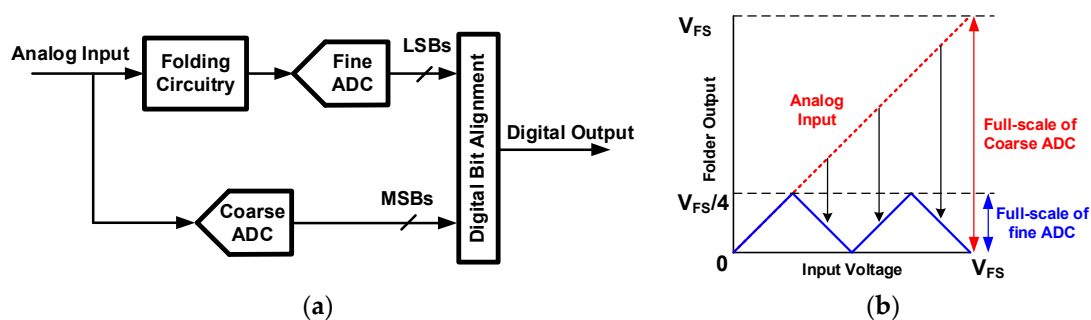 Analog Input
Folding
Circuitry
Fine
ADC
LSBs
Coarse
ADC
MSBs
Digital Bit Alignment
Digital Output
(a)
V_FS
Folder Output
Analog
Input
Full-scale of
Coarse ADC
V_FS/4
Full-scale of
fine ADC
0
Input Voltage
V_FS
(b)